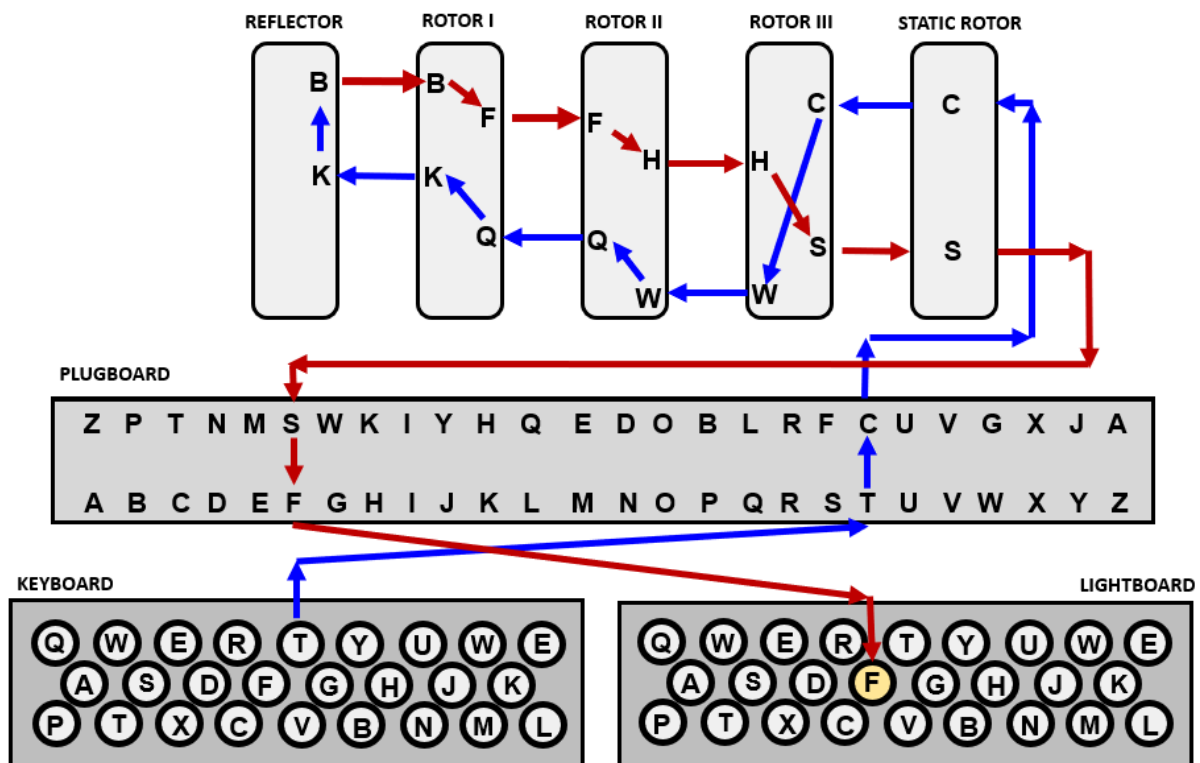 REFLECTOR ROTOR I ROTOR II ROTOR III STATIC ROTOR
B B F F H H C C
K K Q Q W W S S
PLUGBOARD
Z P T N M S W K I Y H Q E D O B L R F C U V G X J A
A B C D E F G H I J K L M N O P Q R S T U V W X Y Z
KEYBOARD
Q W E R T Y U W E
A S D F G H J K
P T X C V B N M L
LIGHTBOARD
Q W E R T Y U W E
A S D F G H J K
P T X C V B N M L